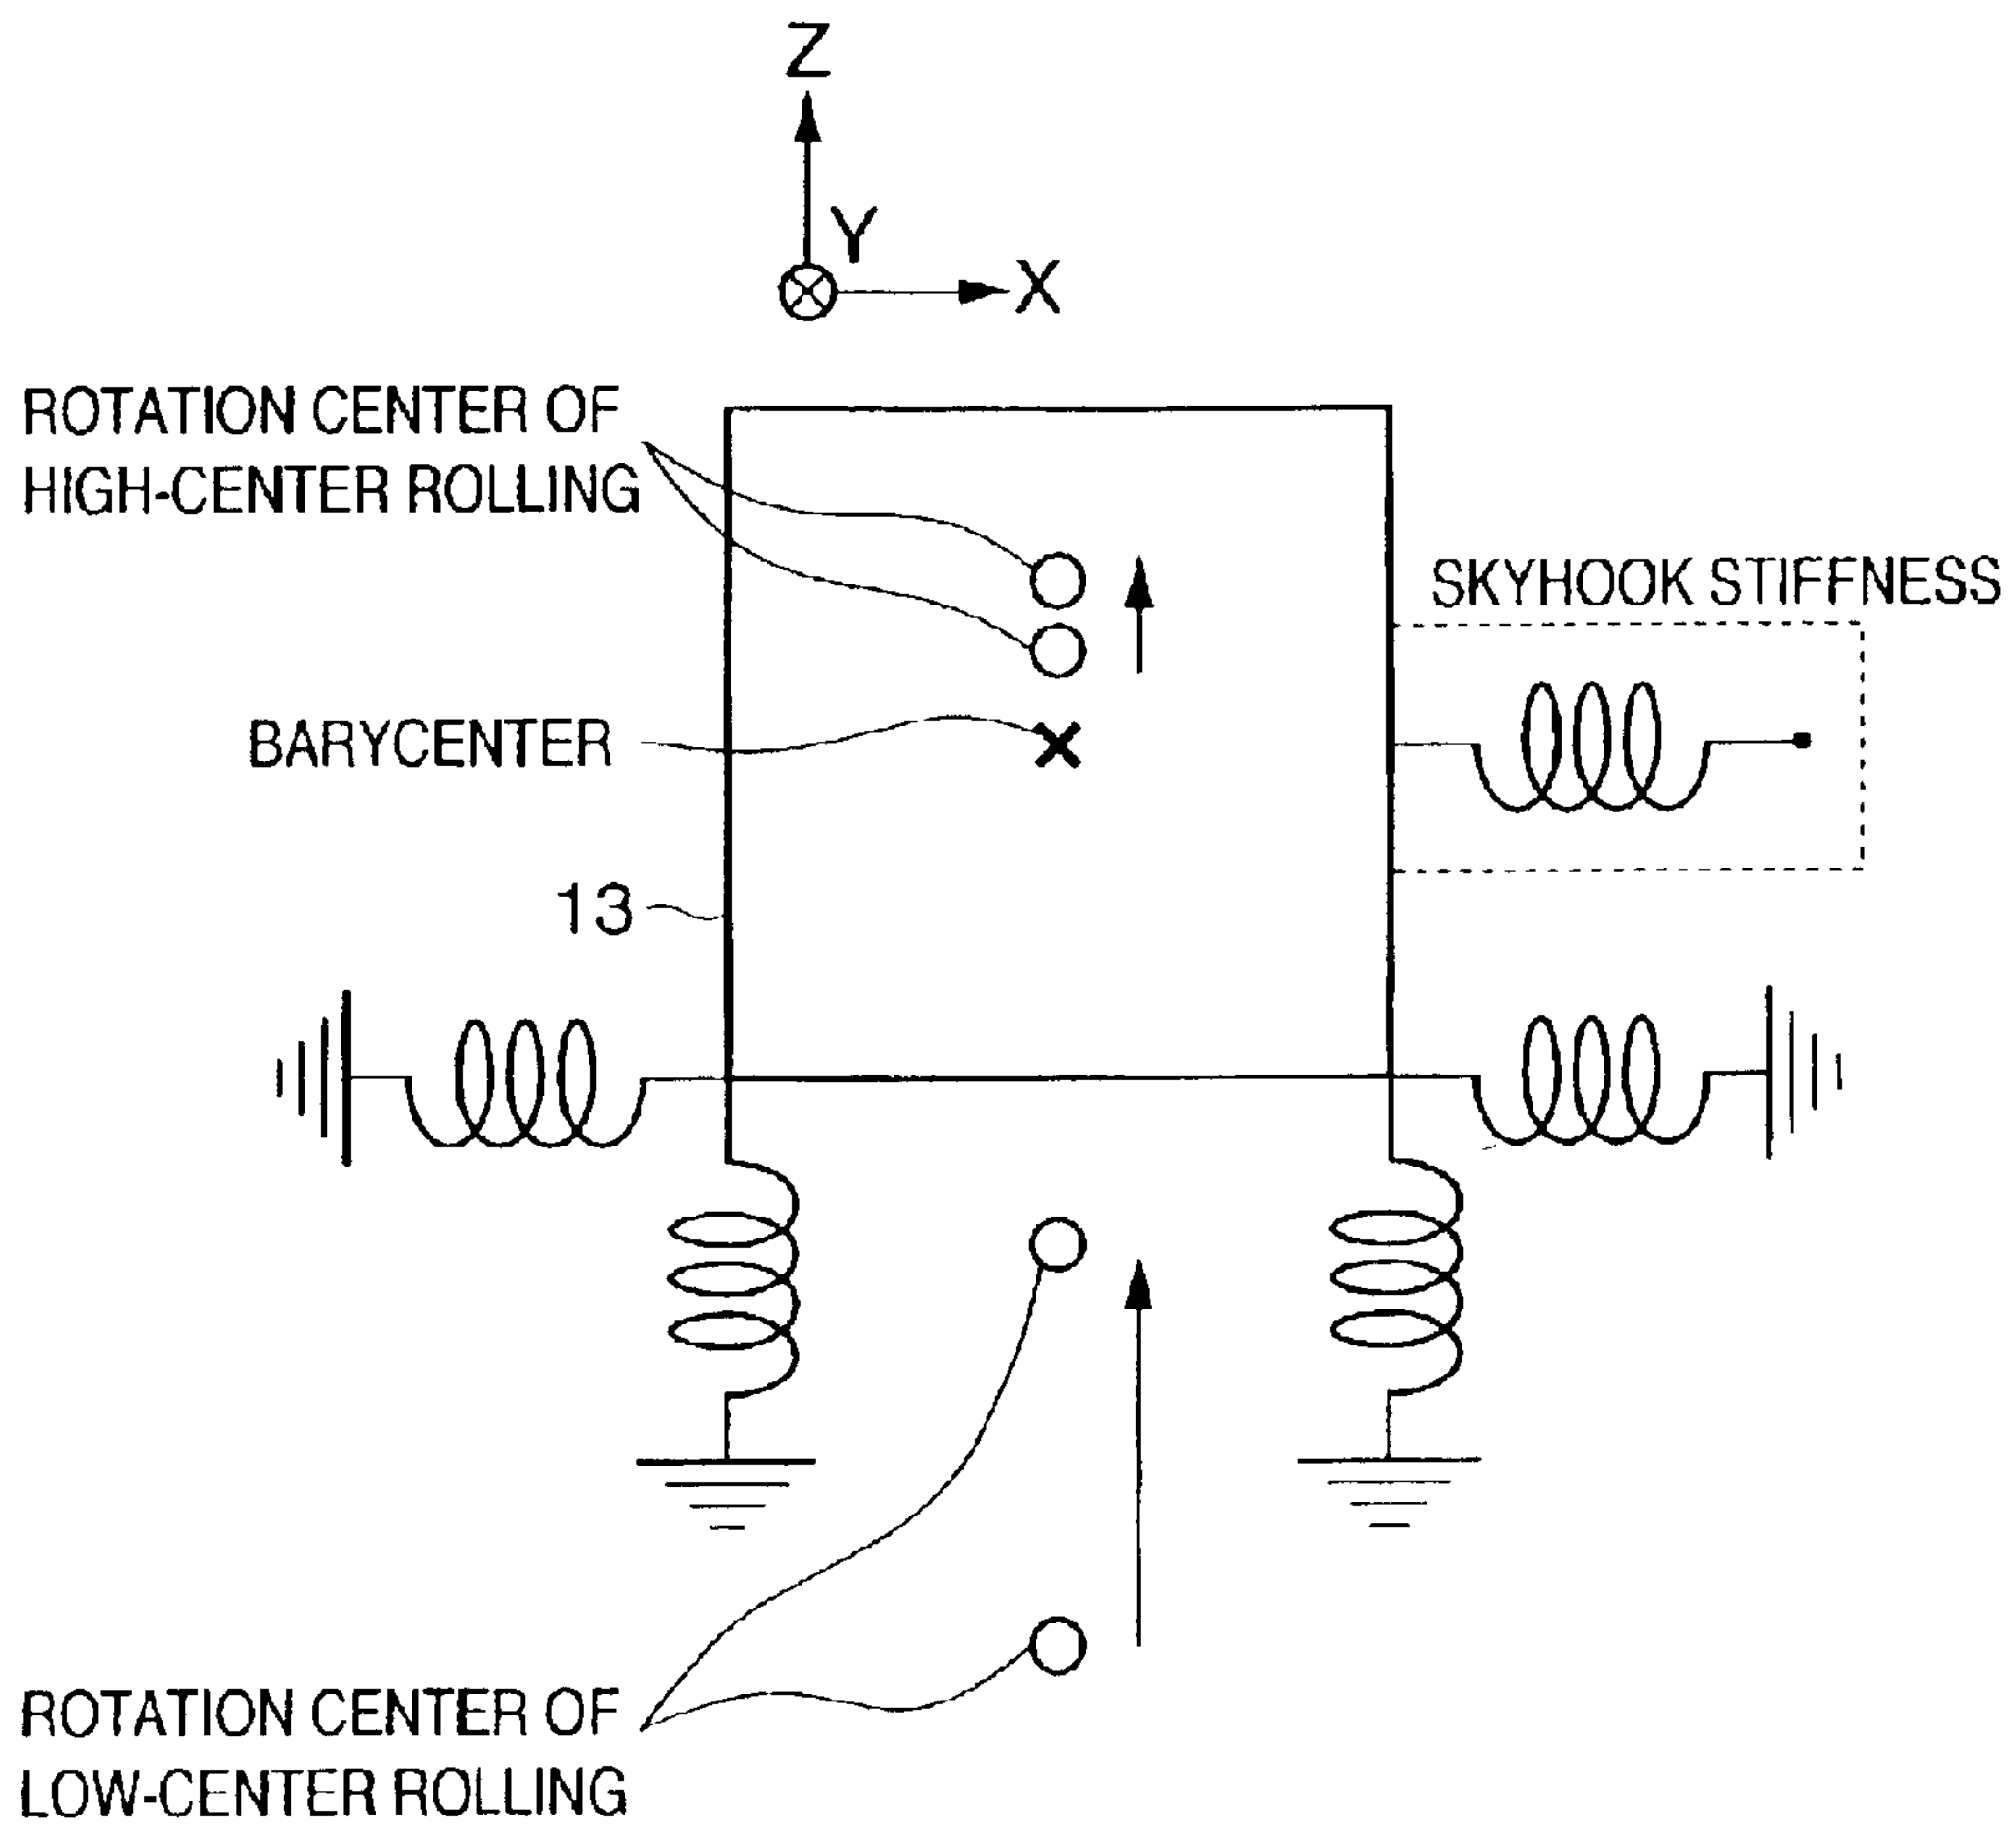 Z
Y
X
ROTATION CENTER OF
HIGH-CENTER ROLLING
SKYHOOK STIFFNESS
BARYCENTER
13
ROTATION CENTER OF
LOW-CENTER ROLLING